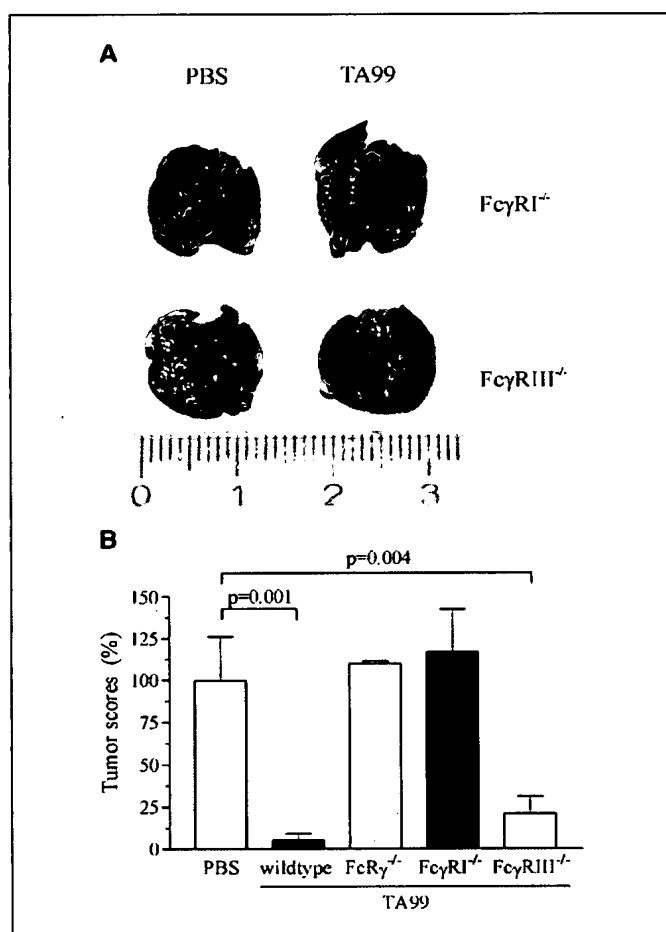 A
PBS TA99
FcγRI-/-
FcγRIII-/-
0 1 2 3
B
p=0.004
p=0.001
Tumor scores (%)
150
125
100
75
50
25
0
PBS wildtype FcRγ-/- FcγRI-/- FcγRIII-/-
TA99